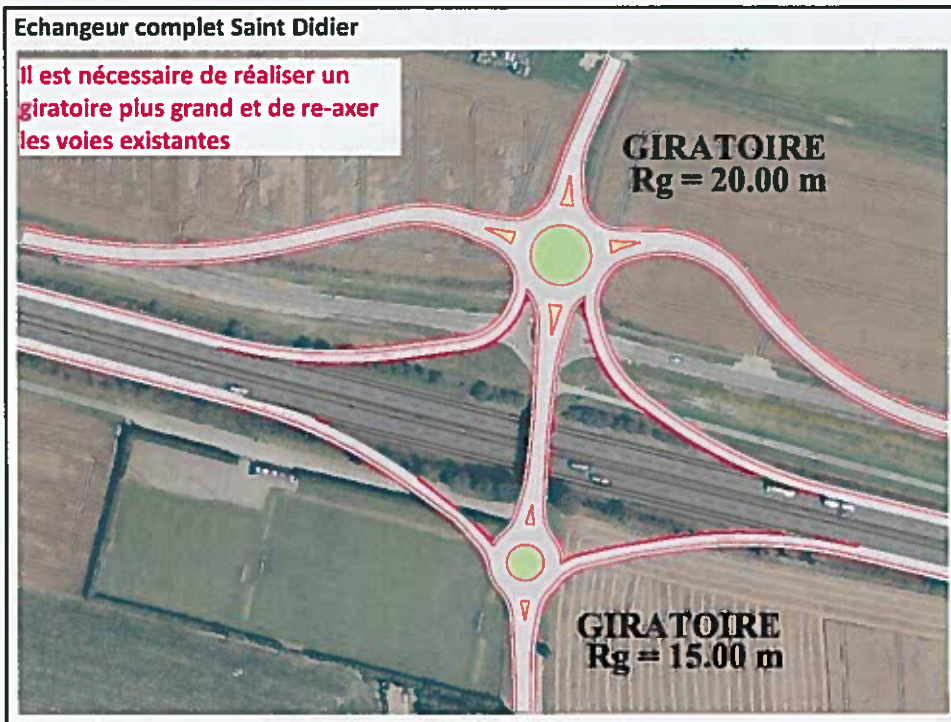 Echangeur complet Saint Didier
Il est nécessaire de réaliser un
giratoire plus grand et de re-axer
les voies existantes
GIRATOIRE
Rg = 20.00 m
GIRATOIRE
Rg = 15.00 m